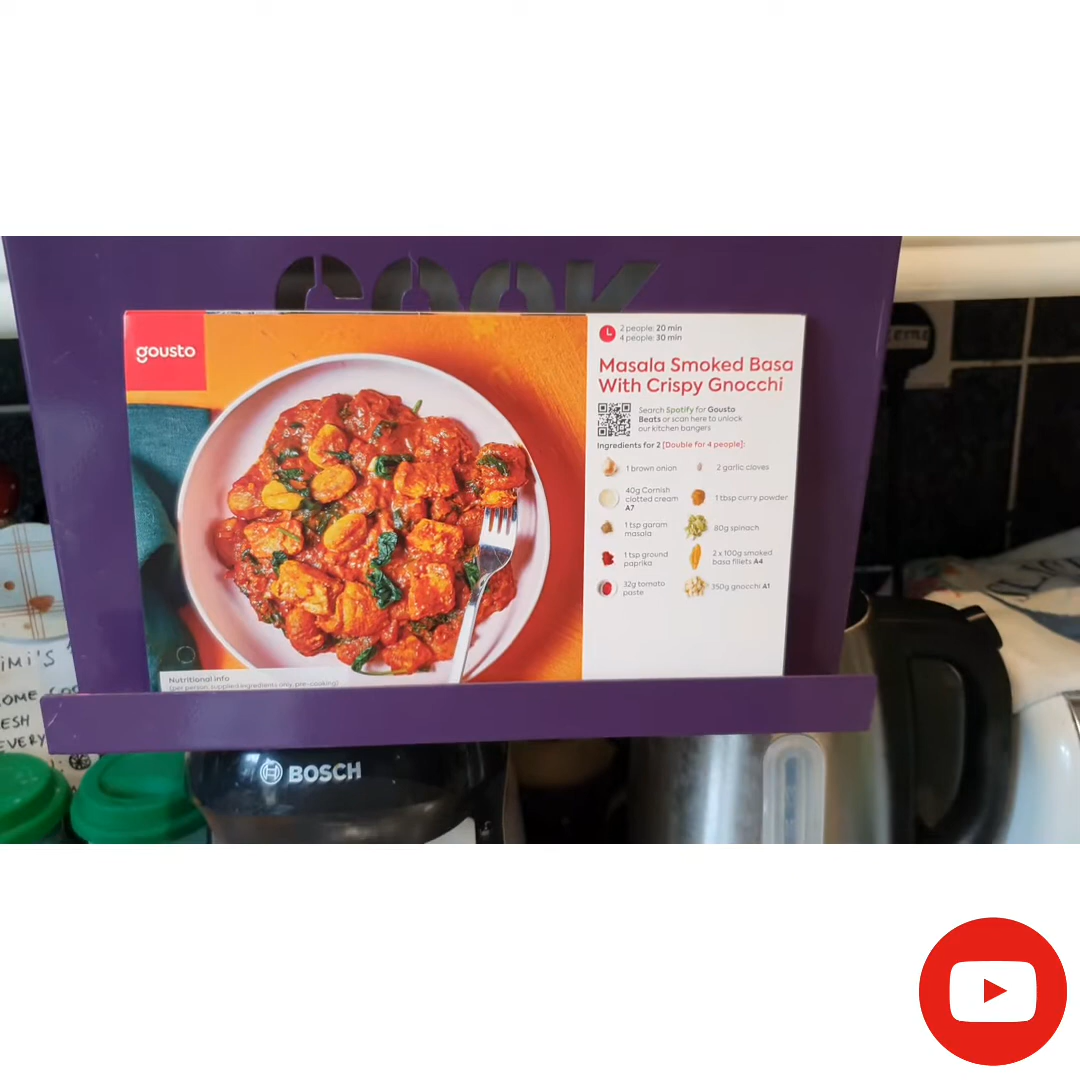 COOK
gousto
2 people: 20 min
4 people: 30 min
Masala Smoked Basa
With Crispy Gnocchi
Search Spotify for Gousto
Beats or scan here to unlock
our kitchen bangers
Ingredients for 2 [Double for 4 people]:
1 brown onion
2 garlic cloves
40g Cornish
clotted cream
A7
1 tbsp curry powder
1 tsp garam
masala
80g spinach
1 tsp ground
paprika
2 x 100g smoked
basa fillets A4
32g tomato
paste
350g gnocchi A1
Nutritional info
(per person, supplied ingredients only, pre-cooking)
BOSCH